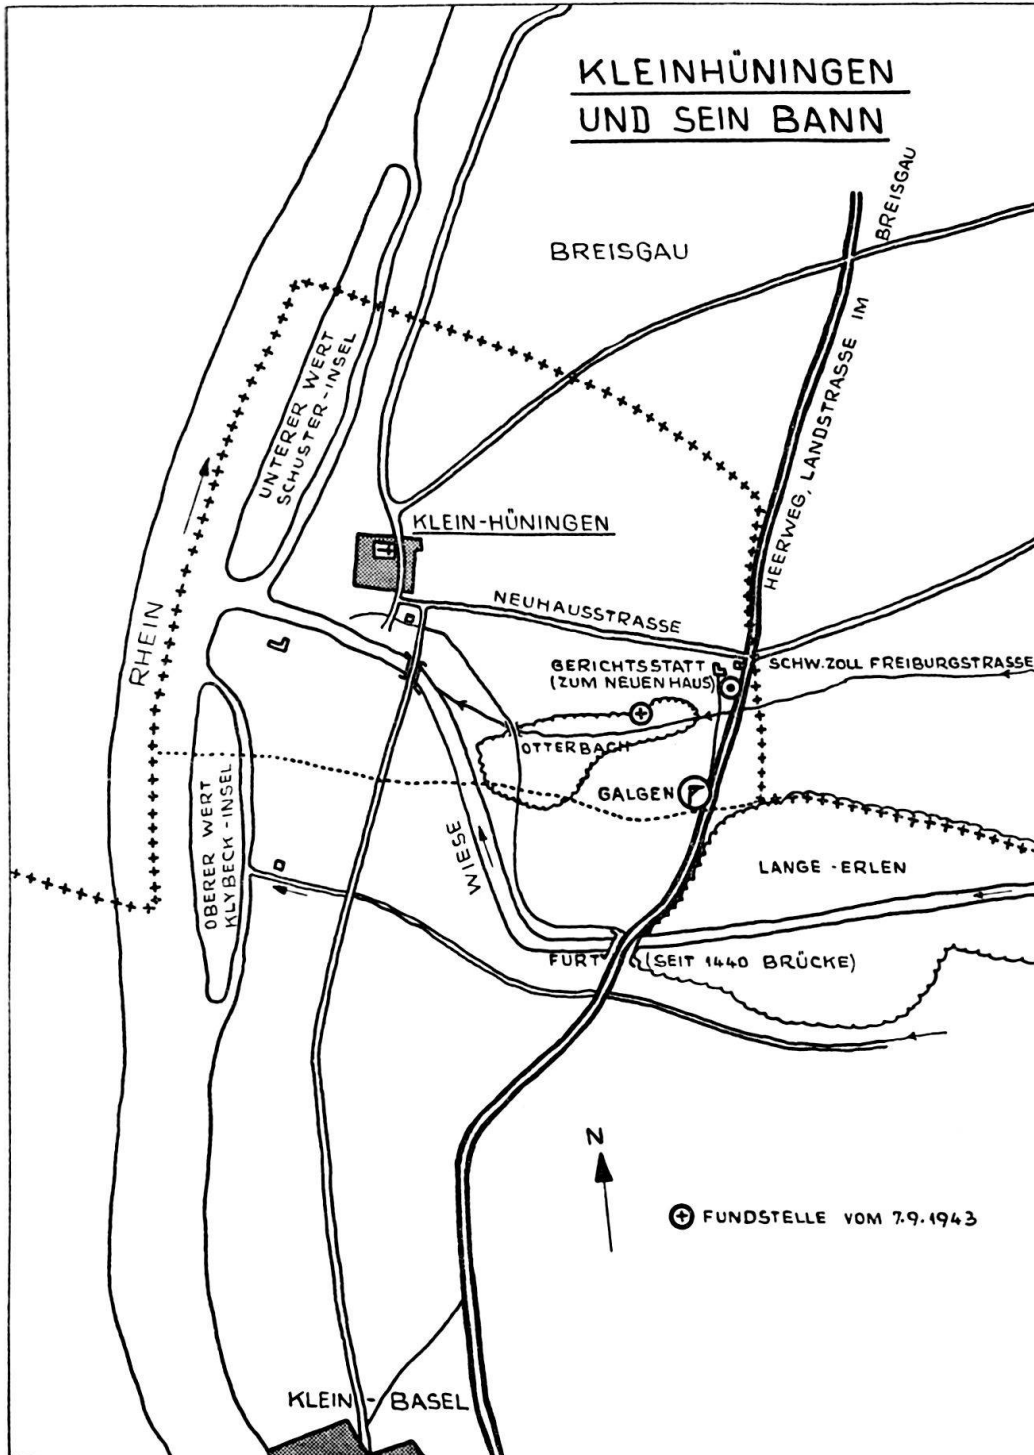 KLEINHÜNINGEN
UND SEIN BANN
BREISGAU
HEERWEG, LANDSTRASSE IM BREISGAU
UNTERER WERT
SCHUSTER-INSEL
KLEIN-HÜNINGEN
RHEIN
NEUHAUSSTRASSE
BERICHTSSTATT
(ZUM NEUEN HAUS)
SCHW. ZOLL FREIBURGSTRASSE
OTTERBACH
GALGEN
OBERER WERT
KLYBECK-INSEL
WIESE
LANGE-ERLEN
FURT (SEIT 1440 BRÜCKE)
N
FUNDSTELLE VOM 7.9.1943
KLEIN-BASEL